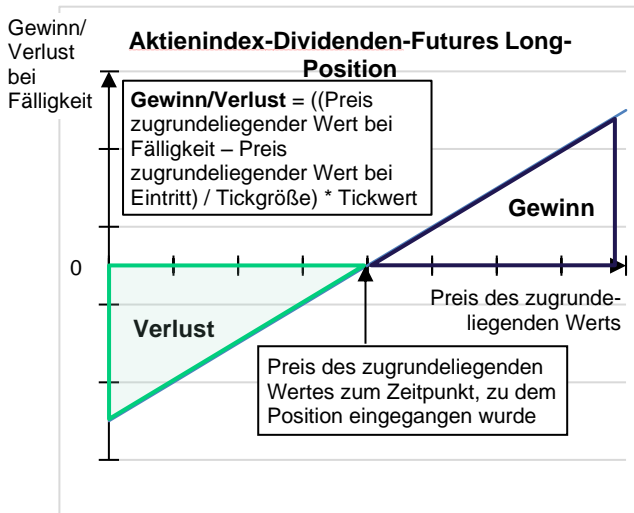 Gewinn/
Verlust
bei
Fälligkeit
Aktienindex-Dividenden-Futures Long-
Position
Gewinn/Verlust = ((Preis
zugrundeliegender Wert bei
Fälligkeit – Preis
zugrundeliegender Wert bei
Eintritt) / Tickgröße) * Tickwert
Gewinn
0
Preis des zugrunde-
liegenden Werts
Verlust
Preis des zugrundeliegenden
Wertes zum Zeitpunkt, zu dem
Position eingegangen wurde